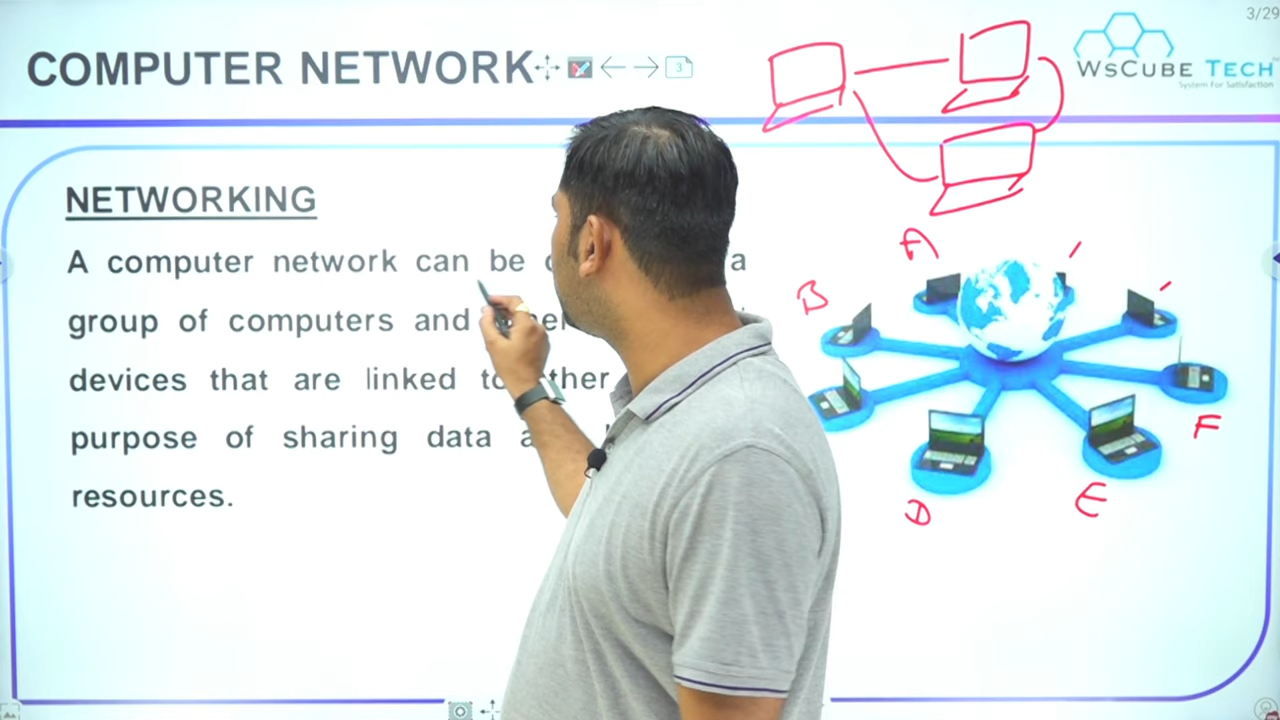 3/29
COMPUTER NETWORK
3
WsCube Tech
System For Satisfaction
NETWORKING
A computer network can be a
group of computers and
devices that are linked
purpose of sharing data
resources.
A
B
F
E
D